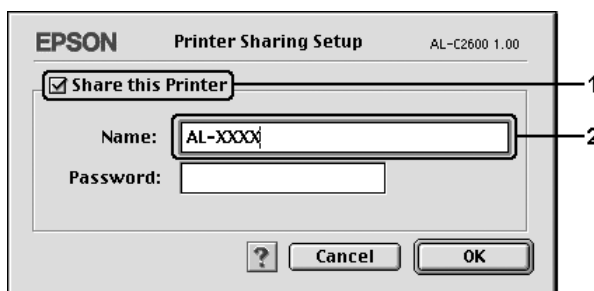 EPSON Printer Sharing Setup AL-C2600 1.00
Share this Printer 1
Name: AL-XXXX 2
Password:
? Cancel OK